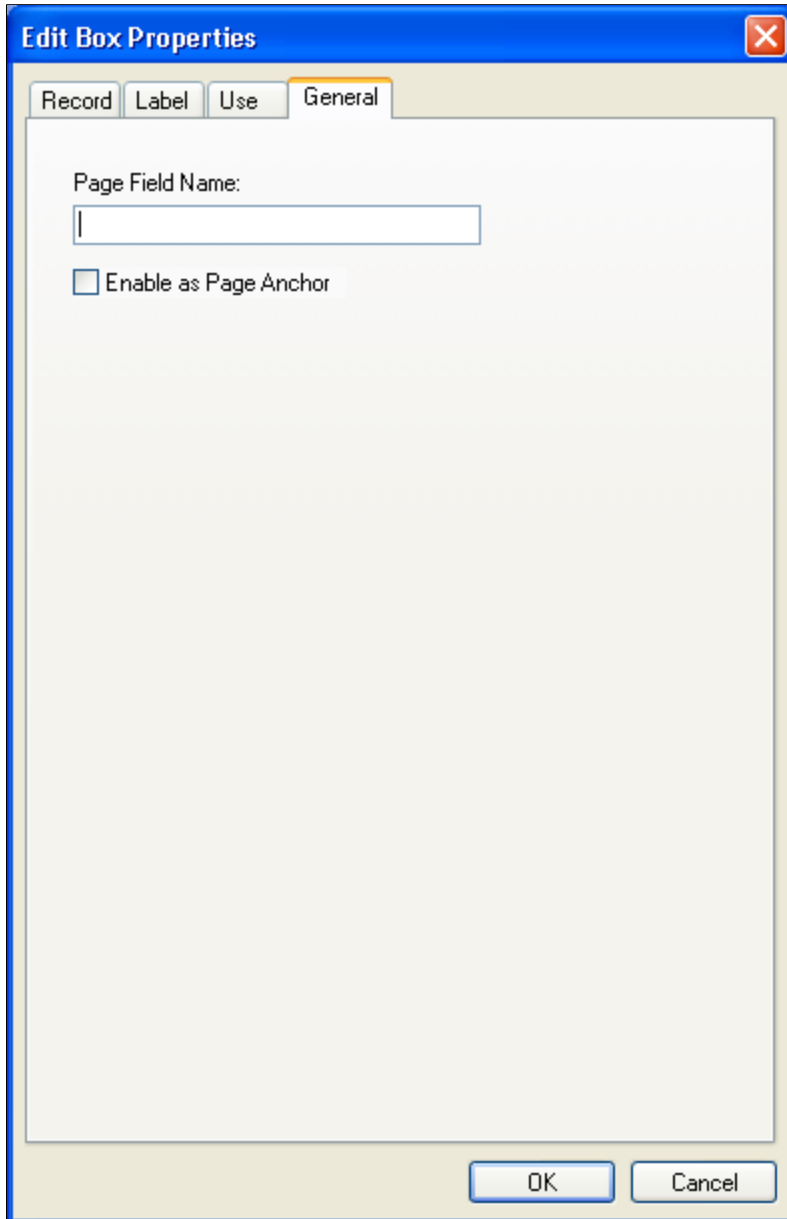 Edit Box Properties
Record Label Use General
Page Field Name:
Enable as Page Anchor
OK Cancel